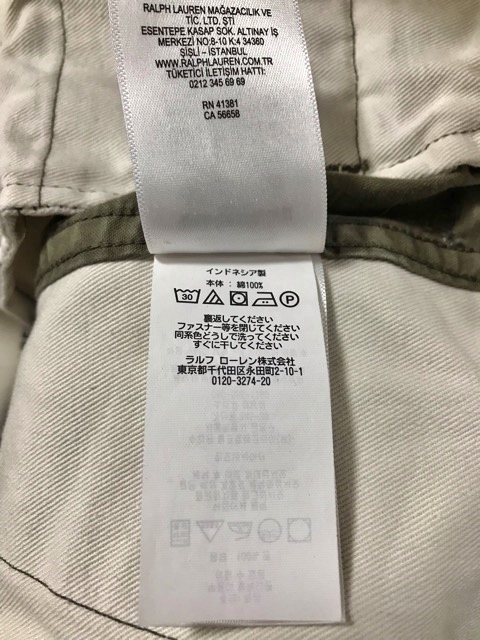 RALPH LAUREN MAĞAZACILIK VE
TİC. LTD. ŞTİ
ESENTEPE KASAP SOK. ALTINAY İŞ
MERKEZİ NO:8-10 K:4 34360
ŞİŞLİ – İSTANBUL
WWW.RALPHLAUREN.COM.TR
TÜKETİCİ İLETİŞİM HATTI:
0212 345 69 69
RN 41381
CA 56658
インドネシア製
本体：綿100%
30 P
裏返してください
ファスナー等を閉じてください
同系色どうしで洗ってください
すぐに干してください
ラルフ ローレン株式会社
東京都千代田区永田町2-10-1
0120-3274-20